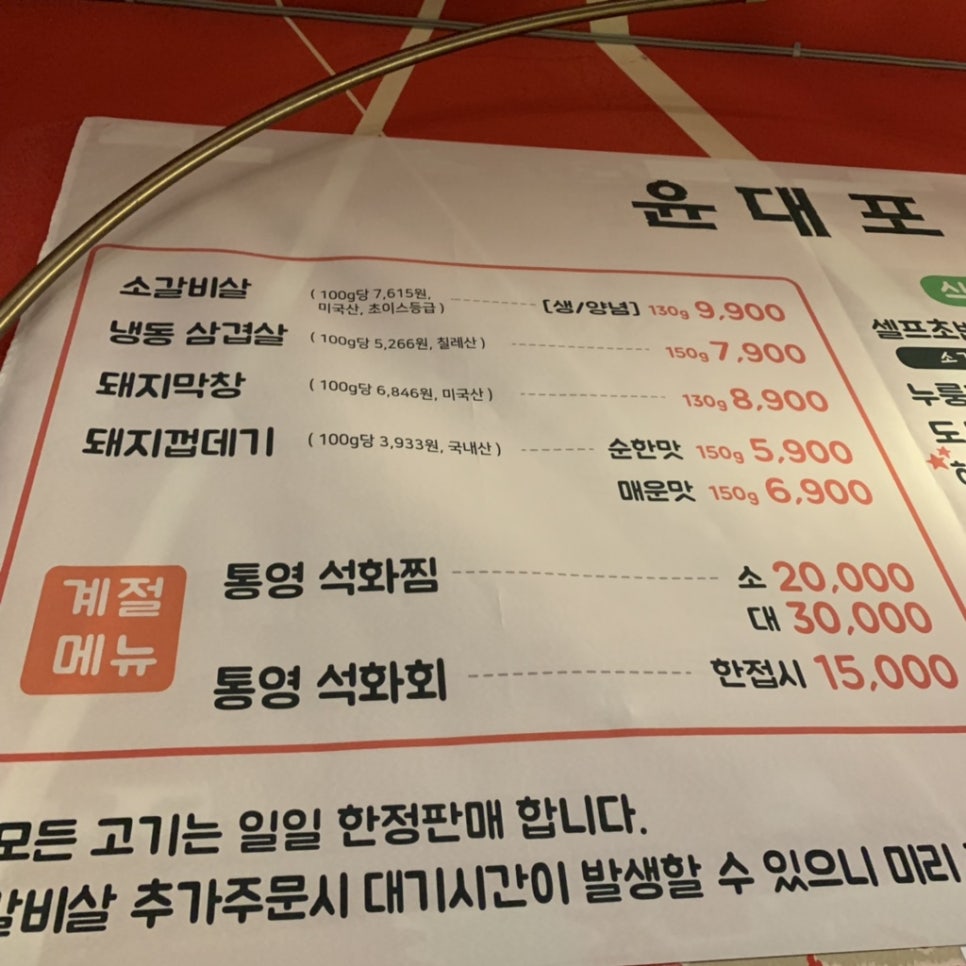 윤대포
소갈비살 ( 100g당 7,615원, 미국산, 초이스등급 ) [생/양념] 130g 9,900
냉동 삼겹살 ( 100g당 5,266원, 칠레산 ) 150g 7,900
돼지막창 ( 100g당 6,846원, 미국산 ) 130g 8,900
돼지껍데기 ( 100g당 3,933원, 국내산 ) 순한맛 150g 5,900
매운맛 150g 6,900
계절
메뉴
통영 석화찜 소 20,000
대 30,000
통영 석화회 한접시 15,000
모든 고기는 일일 한정판매 합니다.
갈비살 추가주문시 대기시간이 발생할 수 있으니 미리
셀프초밥